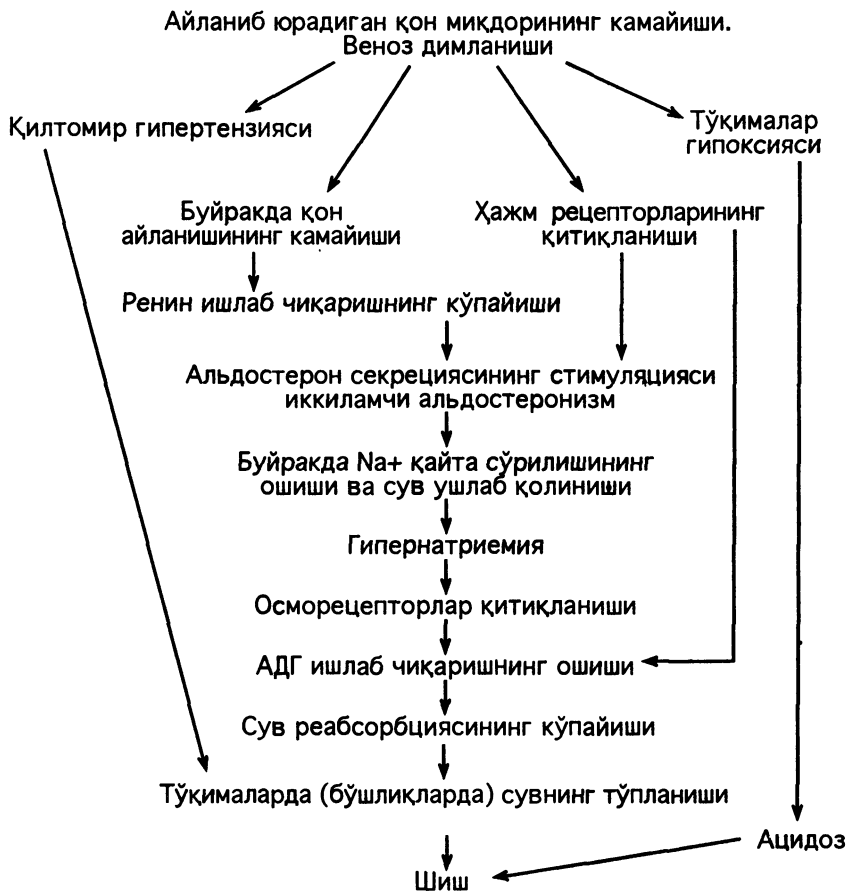 Айланиб юрадиган қон миқдорининг камайиши.
Веноз димланиши
Қилтомир гипертензияси
Тўқималар
гипоксияси
Буйракда қон
айланишининг камайиши
Ҳажм рецепторларининг
қитиқланиши
Ренин ишлаб чиқаришнинг кўпайиши
Альдостерон секрециясининг стимуляцияси
иккиламчи альдостеронизм
Буйракда Na+ қайта сўрилишининг
ошиши ва сув ушлаб қолиниши
Гипернатриемия
Осморецепторлар қитиқланиши
АДГ ишлаб чиқаришнинг ошиши
Сув реабсорбциясининг кўпайиши
Тўқималарда (бўшлиқларда) сувнинг тўпланиши
Ацидоз
Шиш